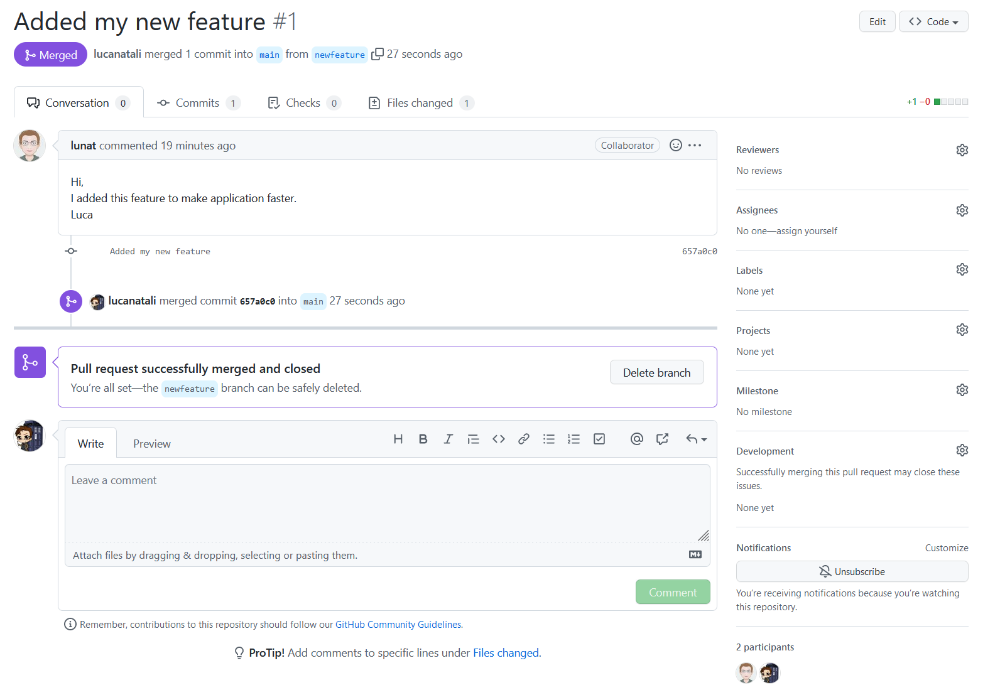 Added my new feature #1
Edit
Code
Merged
lucanatali merged 1 commit into main from newfeature 27 seconds ago
Conversation 0
Commits 1
Checks 0
Files changed 1
+1 −0
lunat commented 19 minutes ago
Collaborator
Hi,
I added this feature to make application faster.
Luca
Added my new feature
657a0c0
lucanatali merged commit 657a0c0 into main 27 seconds ago
Pull request successfully merged and closed
You’re all set—the newfeature branch can be safely deleted.
Delete branch
Write
Preview
Leave a comment
Attach files by dragging & dropping, selecting or pasting them.
Comment
Remember, contributions to this repository should follow our GitHub Community Guidelines.
ProTip! Add comments to specific lines under Files changed.
Reviewers
No reviews
Assignees
No one—assign yourself
Labels
None yet
Projects
None yet
Milestone
No milestone
Development
Successfully merging this pull request may close these
issues.
None yet
Notifications
Customize
Unsubscribe
You’re receiving notifications because you’re watching
this repository.
2 participants